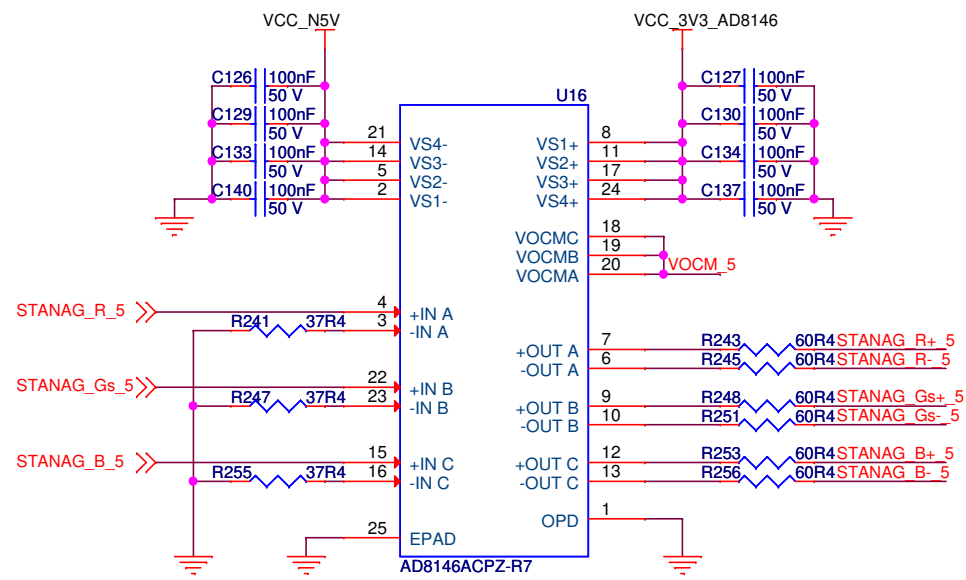 VCC_N5V
VCC_3V3_AD8146
C126 100nF
50 V
C129 100nF
50 V
C133 100nF
50 V
C140 100nF
50 V
C127 100nF
50 V
C130 100nF
50 V
C134 100nF
50 V
C137 100nF
50 V
U16
21 VS4-
14 VS3-
5 VS2-
2 VS1-
VS1+ 8
VS2+ 11
VS3+ 17
VS4+ 24
VOCMC 18
VOCMB 19
VOCMA 20
VOCM_5
STANAG_R_5
4 +IN A
R241 37R4 3 -IN A
STANAG_Gs_5
22 +IN B
R247 37R4 23 -IN B
STANAG_B_5
15 +IN C
R255 37R4 16 -IN C
+OUT A 7 R243 60R4 STANAG_R+_5
-OUT A 6 R245 60R4 STANAG_R-_5
+OUT B 9 R248 60R4 STANAG_Gs+_5
-OUT B 10 R251 60R4 STANAG_Gs-_5
+OUT C 12 R253 60R4 STANAG_B+_5
-OUT C 13 R256 60R4 STANAG_B-_5
OPD 1
25 EPAD
AD8146ACPZ-R7